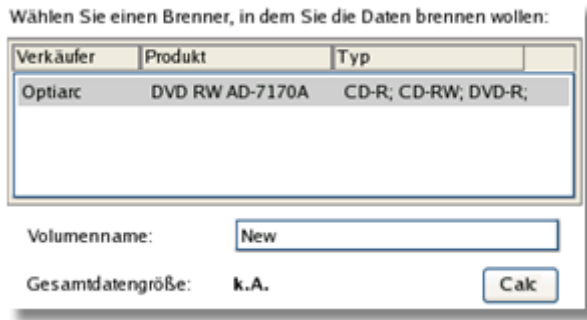 Wählen Sie einen Brenner, in dem Sie die Daten brennen wollen:
Verkäufer Produkt Typ
Optiarc DVD RW AD-7170A CD-R; CD-RW; DVD-R;
Volumenname: New
Gesamtdatengröße: k.A. Calc